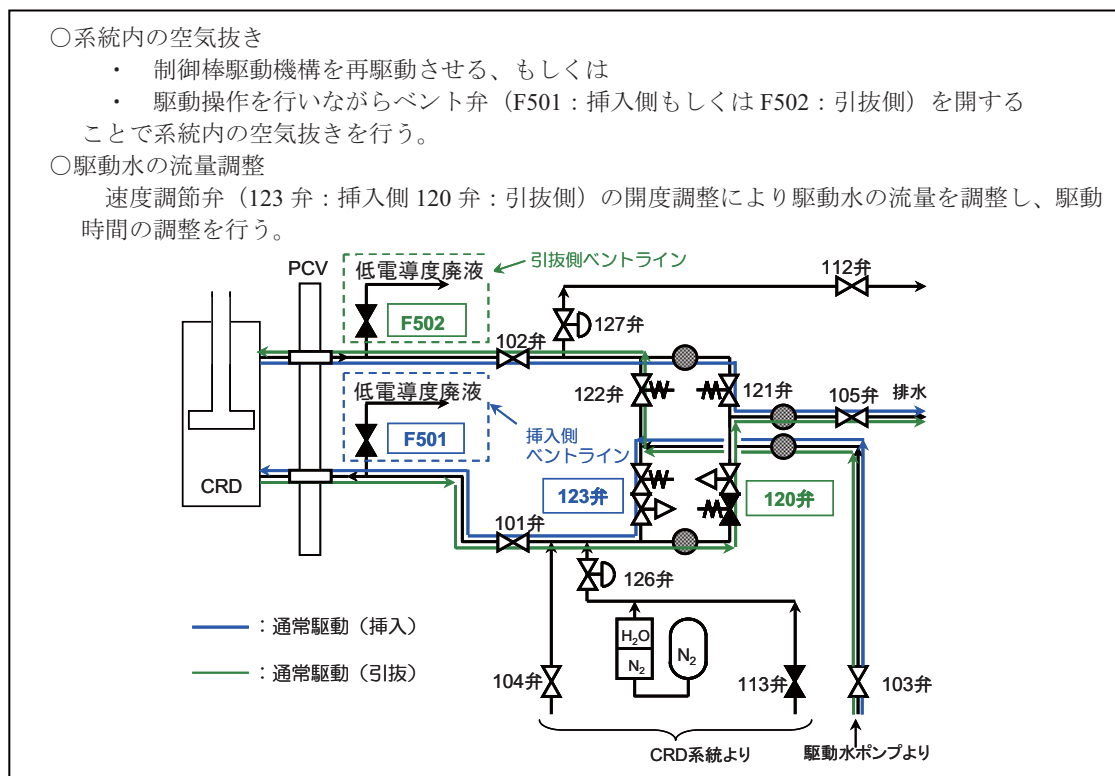 ○系統内の空気抜き
・ 制御棒駆動機構を再駆動させる、もしくは
・ 駆動操作を行いながらベント弁（F501：挿入側もしくは F502：引抜側）を開する
ことで系統内の空気抜きを行う。
○駆動水の流量調整
速度調節弁（123 弁：挿入側 120 弁：引抜側）の開度調整により駆動水の流量を調整し、駆動
時間の調整を行う。
PCV
低電導度廃液
引抜側ベントライン
112弁
F502
127弁
102弁
低電導度廃液
122弁
121弁
105弁
排水
F501
挿入側
ベントライン
CRD
123弁
120弁
101弁
126弁
：通常駆動（挿入）
H2O
N2
N2
：通常駆動（引抜）
104弁
113弁
103弁
CRD系統より
駆動水ポンプより